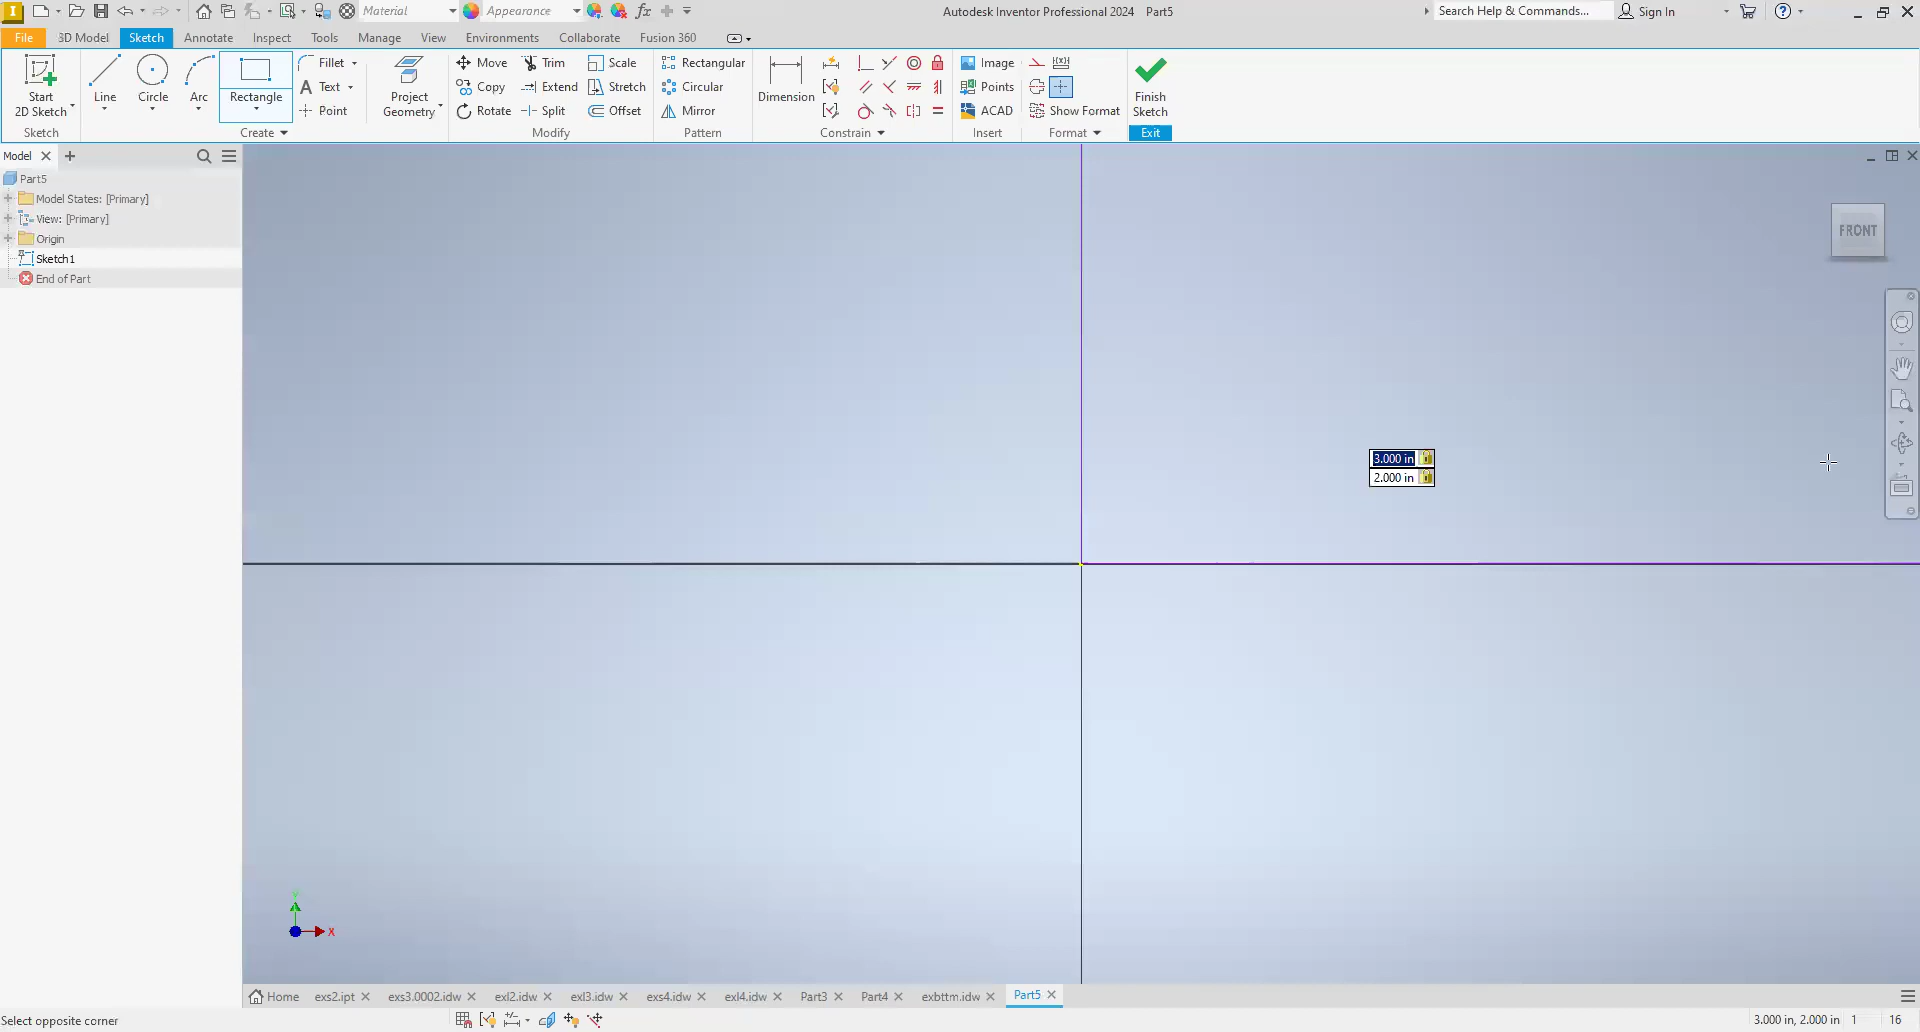 Material
Appearance
fx
Autodesk Inventor Professional 2024 Part5
Search Help & Commands...
Sign In
File
3D Model
Sketch
Annotate
Inspect
Tools
Manage
View
Environments
Collaborate
Fusion 360
Start
2D Sketch
Line
Circle
Arc
Rectangle
Fillet
Text
Point
Project
Geometry
Move
Copy
Rotate
Trim
Extend
Split
Scale
Stretch
Offset
Rectangular
Circular
Mirror
Dimension
Image
Points
ACAD
Show Format
Finish
Sketch
Sketch
Create
Modify
Pattern
Constrain
Insert
Format
Exit
Model
Part5
Model States: [Primary]
View: [Primary]
Origin
Sketch1
End of Part
FRONT
3.000 in
2.000 in
Y
X
Home
exs2.ipt
exs3.0002.idw
exl2.idw
exl3.idw
exs4.idw
exl4.idw
Part3
Part4
exbttm.idw
Part5
Select opposite corner
3.000 in, 2.000 in 1 16